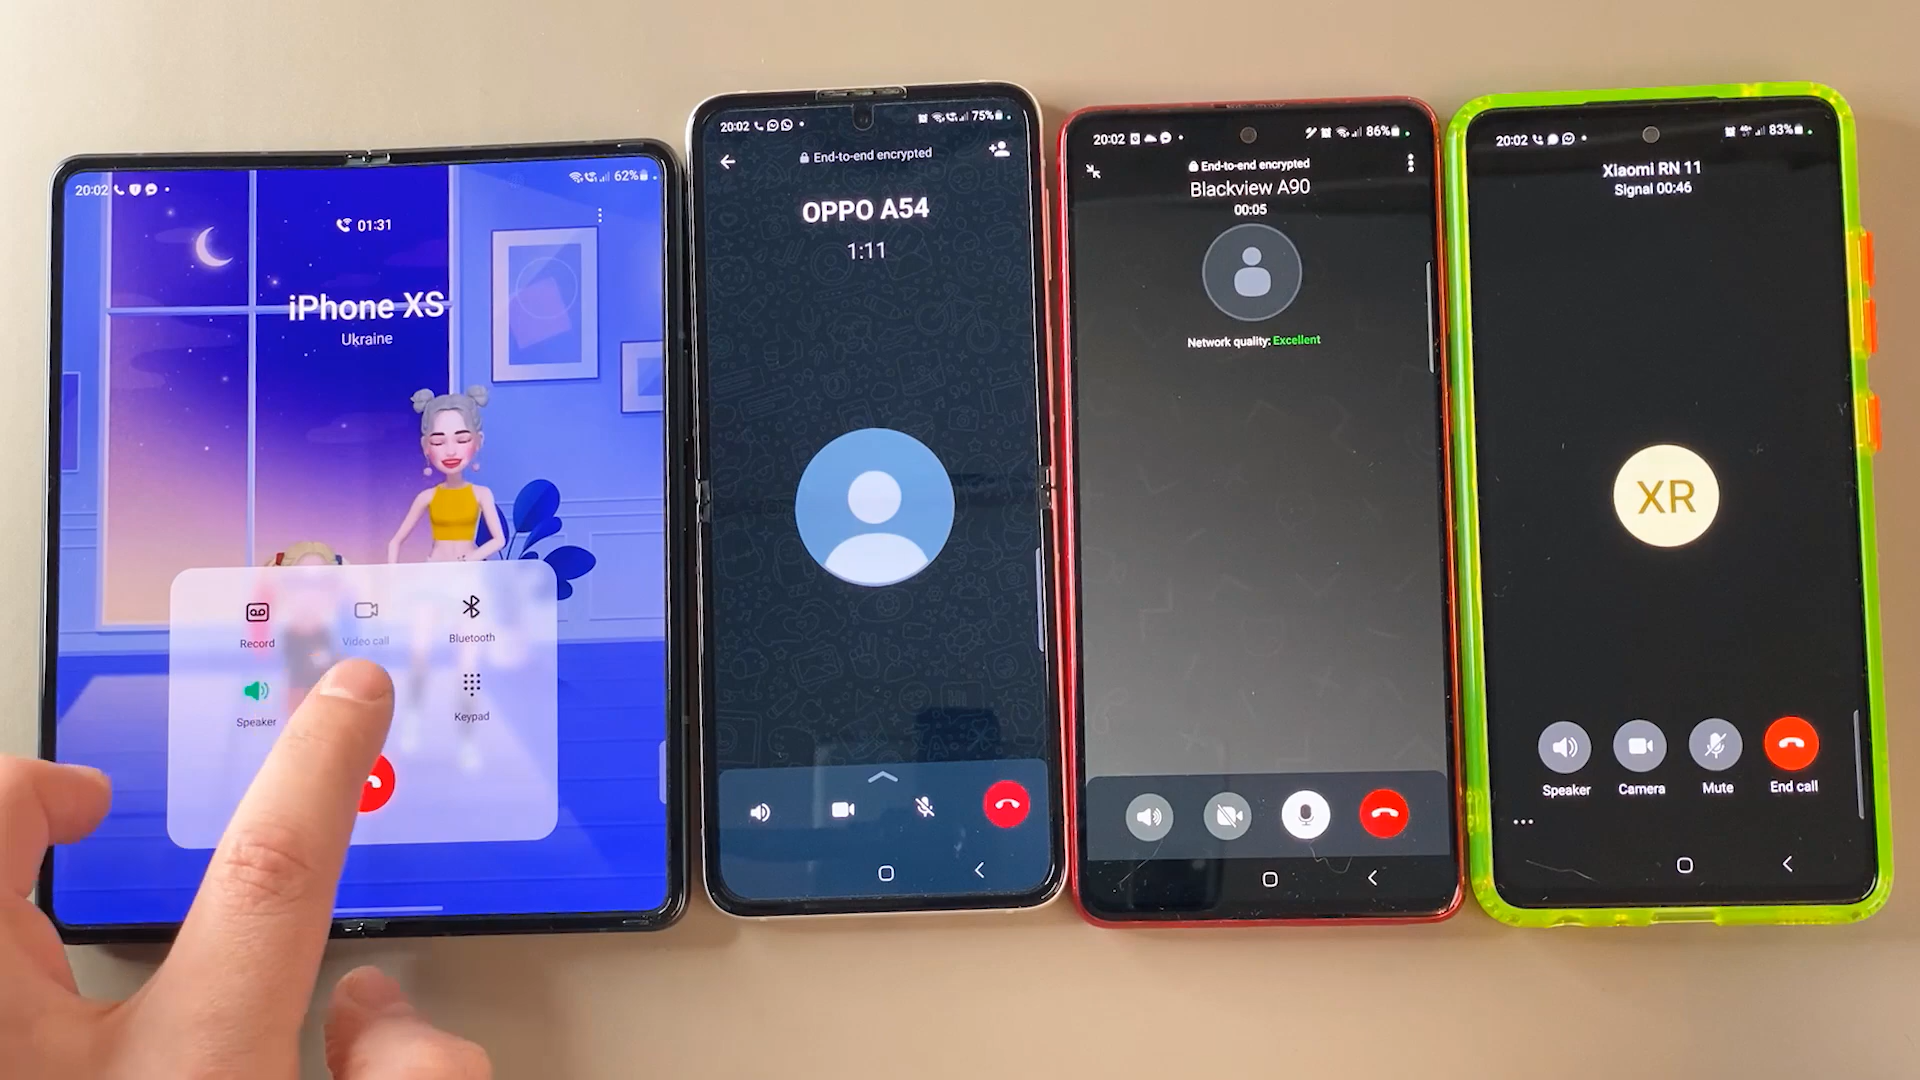 20:02
62%
01:31
iPhone XS
Ukraine
Record
Video call
Bluetooth
Speaker
Keypad
20:02
75%
End-to-end encrypted
OPPO A54
1:11
20:02
86%
End-to-end encrypted
Blackview A90
00:05
Network quality: Excellent
20:02
83%
Xiaomi RN 11
Signal 00:46
XR
Speaker
Camera
Mute
End call